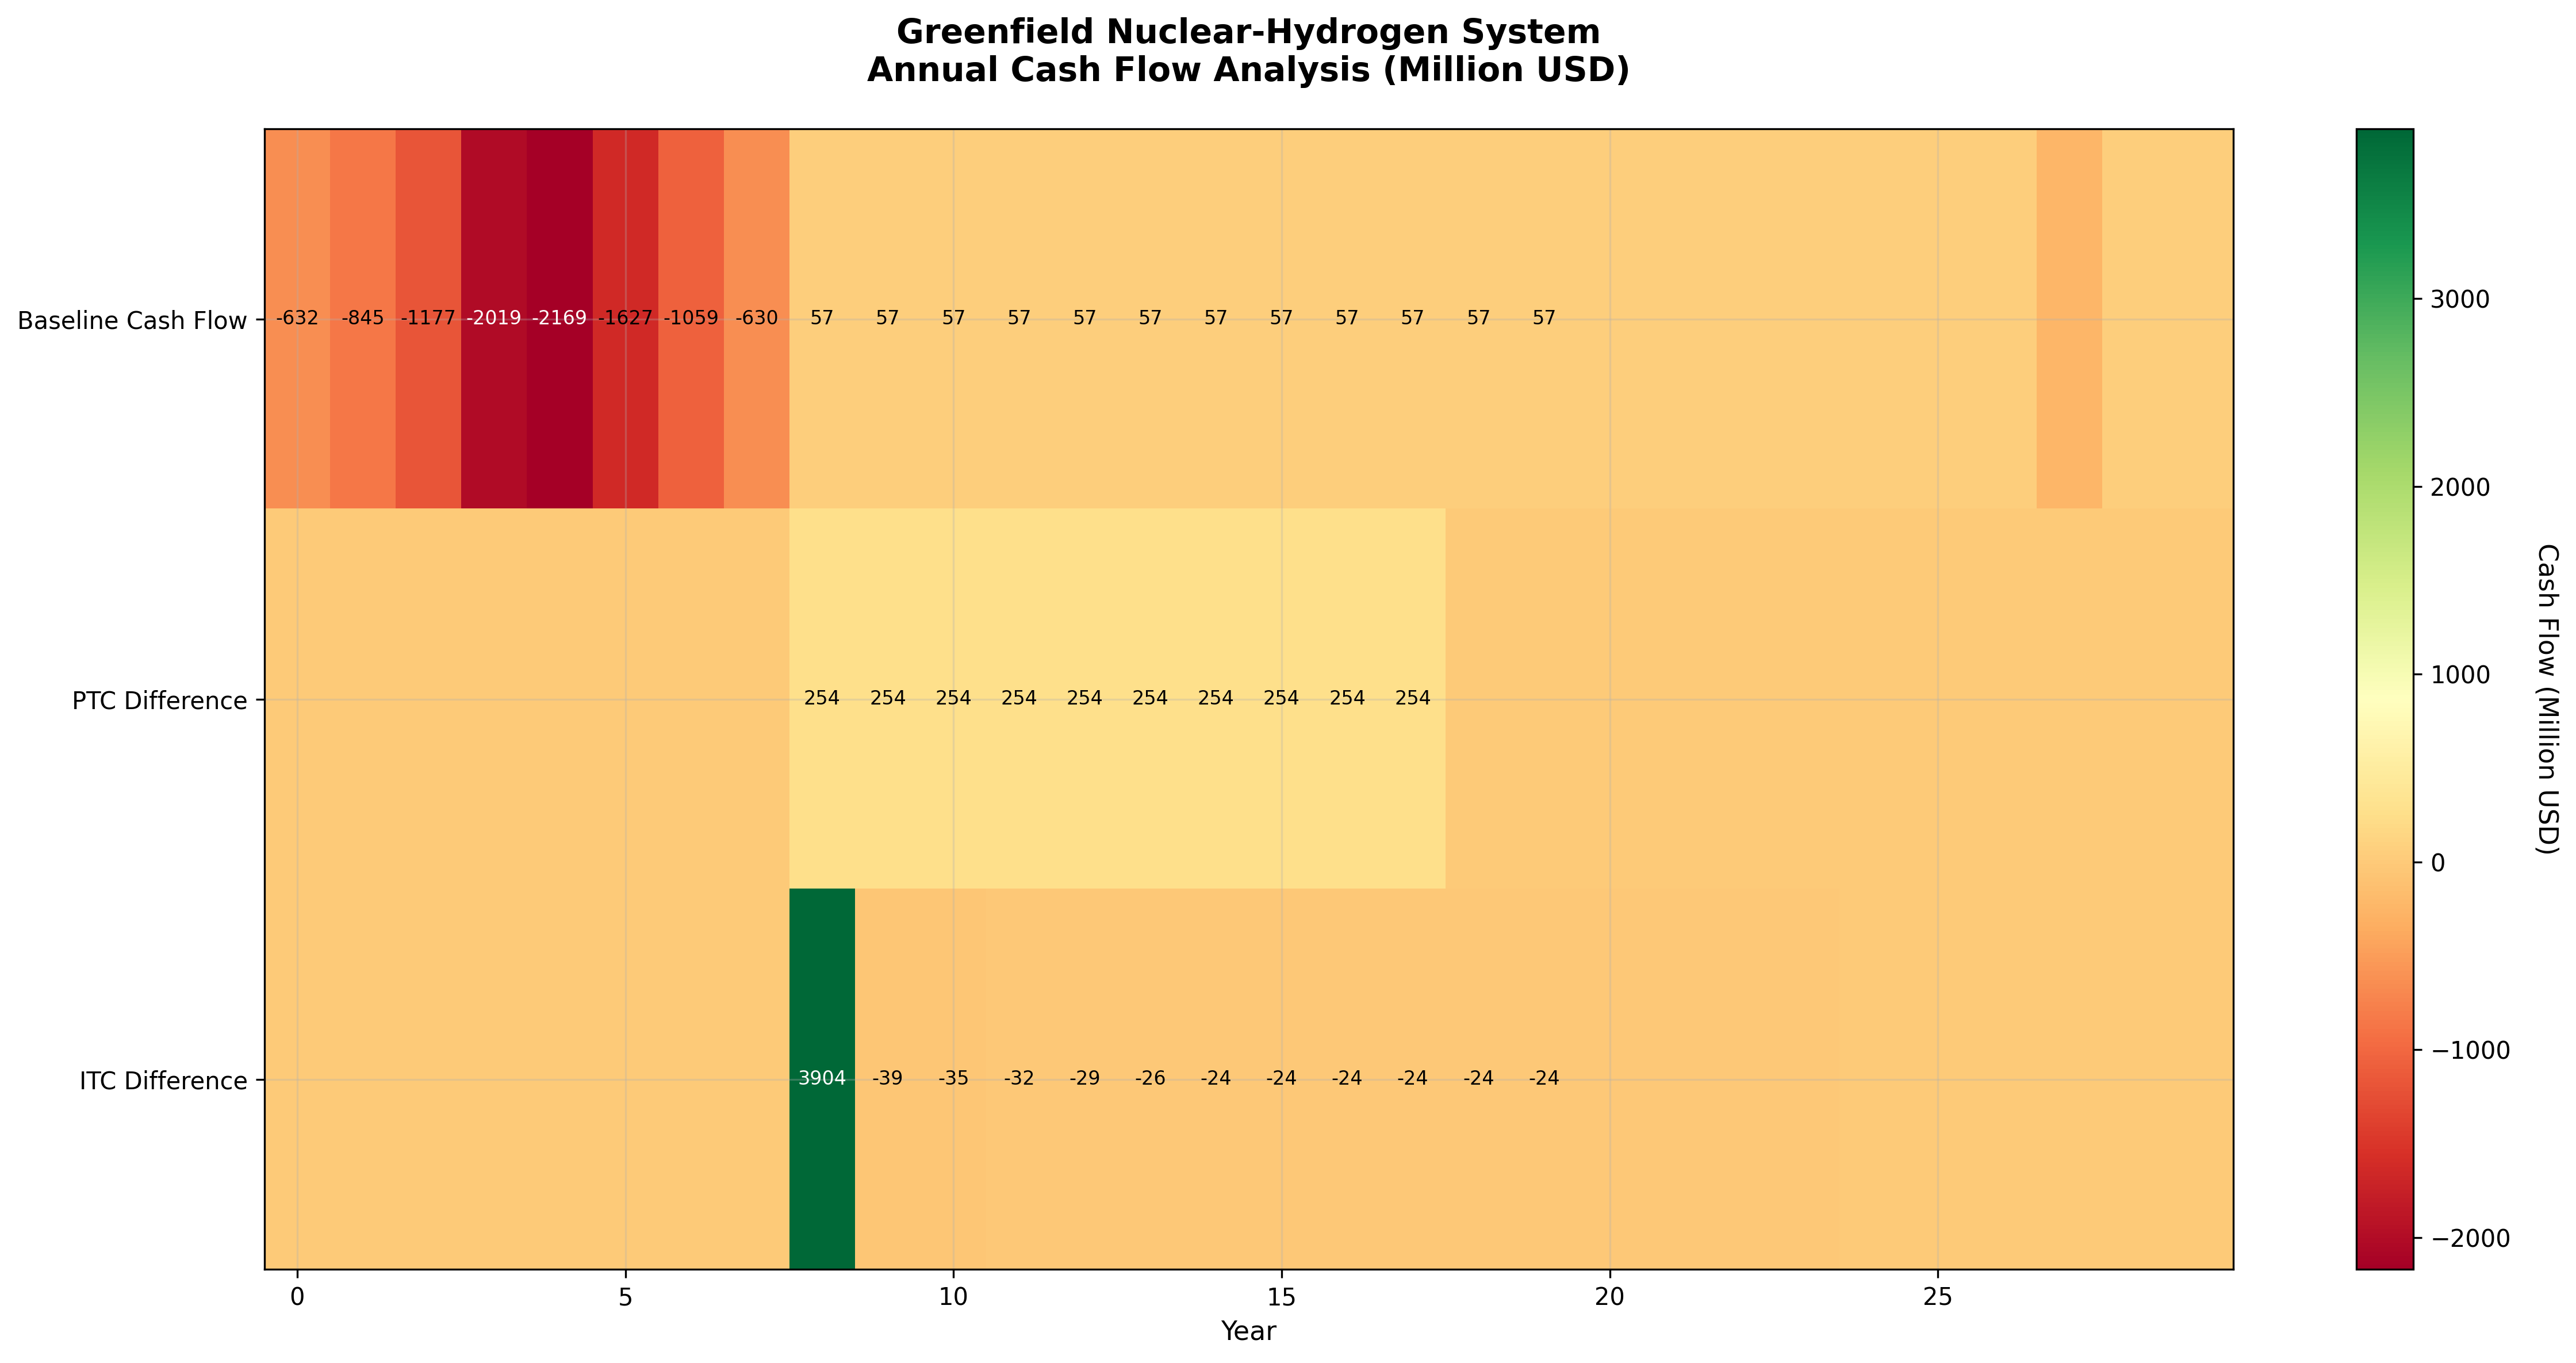 Greenfield Nuclear-Hydrogen System
Annual Cash Flow Analysis (Million USD)
Baseline Cash Flow
-632 -845 -1177 -2019 -2169 -1627 -1059 -630 57 57 57 57 57 57 57 57 57 57 57 57
PTC Difference
254 254 254 254 254 254 254 254 254 254
ITC Difference
3904 -39 -35 -32 -29 -26 -24 -24 -24 -24 -24 -24
0 5 10 15 20 25
Year
3000
2000
1000
0
−1000
−2000
Cash Flow (Million USD)